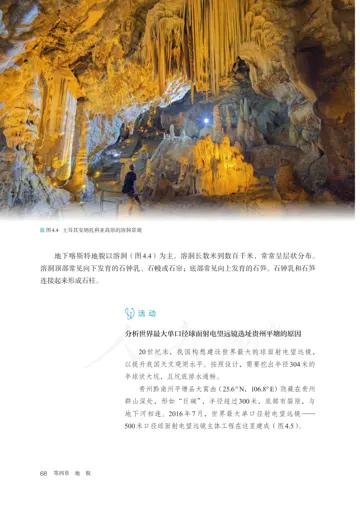 图4.4 土耳其安纳托利亚高原的溶洞景观
地下喀斯特地貌以溶洞（图4.4）为主。溶洞长数米到数百千米，常常呈层状分布。
溶洞顶部常见向下发育的石钟乳、石幔或石帘；底部常见向上发育的石笋。石钟乳和石笋
连接起来形成石柱。
活动
分析世界最大单口径球面射电望远镜选址贵州平塘的原因
20世纪末，我国构想建设世界最大的球面射电望远镜，
以提升我国天文观测水平。按照设计，需要挖出半径304米的
半球状大坑，且坑底排水通畅。
贵州黔南州平塘县大窝凼（25.6°N，106.8°E）隐藏在贵州
群山深处，形如“巨碗”，半径超过300米，底部有裂隙，与
地下河相连。2016年7月，世界最大单口径射电望远镜——
500米口径球面射电望远镜主体工程在这里建成（图4.5）。
68 第四章 地 貌